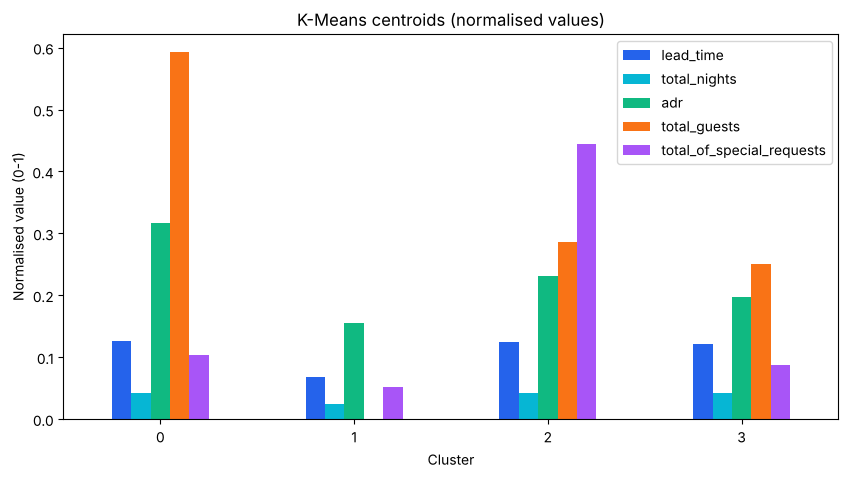 K-Means centroids (normalised values)
lead_time
total_nights
adr
total_guests
total_of_special_requests
Normalised value (0-1)
0.6
0.5
0.4
0.3
0.2
0.1
0.0
0 1 2 3
Cluster